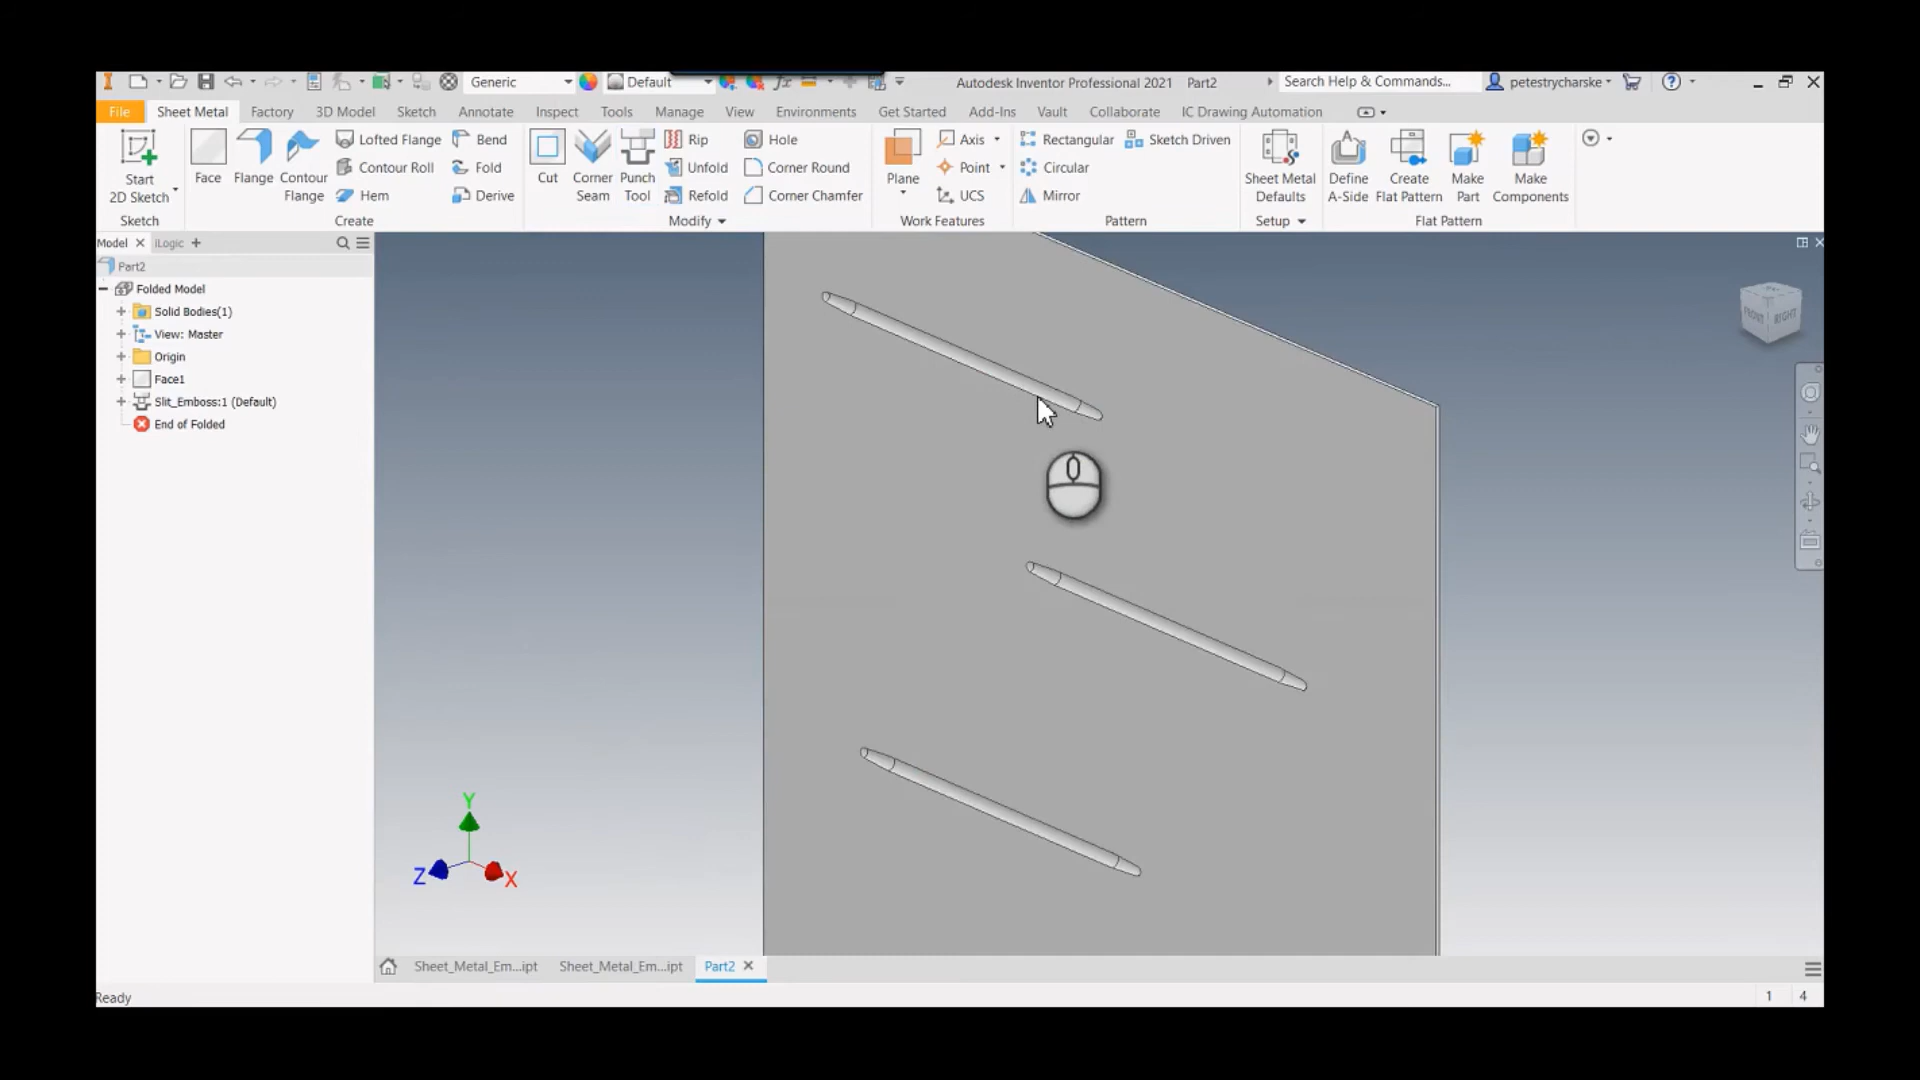 Generic
Default
Autodesk Inventor Professional 2021 Part2
Search Help & Commands...
petestrycharske
File Sheet Metal Factory 3D Model Sketch Annotate Inspect Tools Manage View Environments Get Started Add-Ins Vault Collaborate IC Drawing Automation
Start
2D Sketch
Face
Flange
Contour
Flange
Lofted Flange
Contour Roll
Hem
Bend
Fold
Derive
Cut
Corner
Seam
Punch
Tool
Rip
Unfold
Refold
Hole
Corner Round
Corner Chamfer
Plane
Axis
Point
UCS
Rectangular
Circular
Mirror
Sketch Driven
Sheet Metal
Defaults
Define
A-Side
Create
Flat Pattern
Make
Part
Make
Components
Sketch Create Modify Work Features Pattern Setup Flat Pattern
Model iLogic
Part2
Folded Model
Solid Bodies(1)
View: Master
Origin
Face1
Slit_Emboss:1 (Default)
End of Folded
FRONT RIGHT
Y
Z X
Sheet_Metal_Em...ipt Sheet_Metal_Em...ipt Part2
Ready 1 4